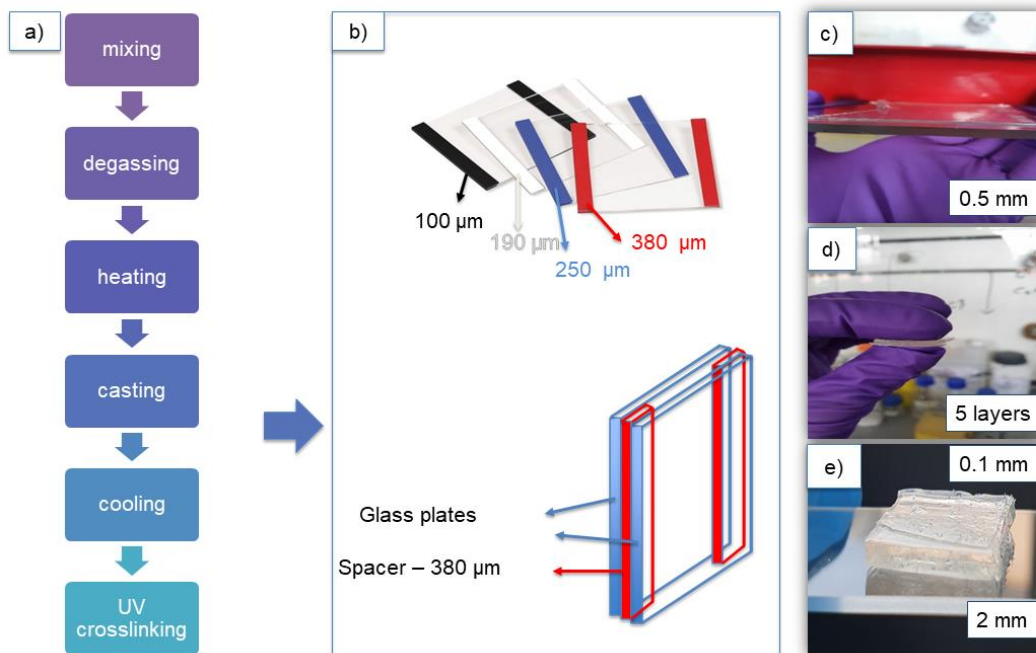 a)
mixing
degassing
heating
casting
cooling
UV
crosslinking
b)
100 µm
190 µm
250 µm
380 µm
Glass plates
Spacer – 380 µm
c)
0.5 mm
d)
5 layers
e)
0.1 mm
2 mm